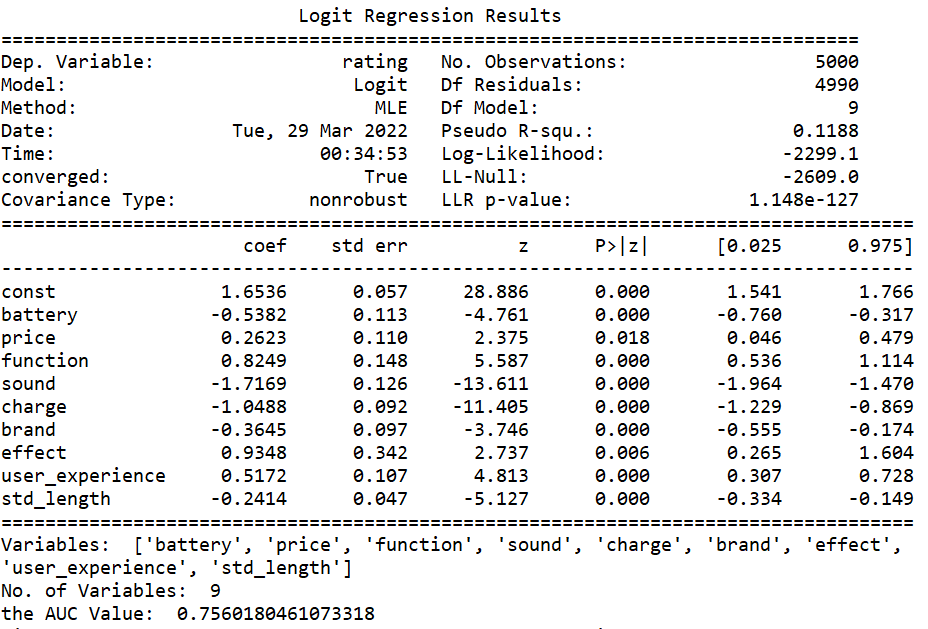 Logit Regression Results
==============================================================================
Dep. Variable: rating No. Observations: 5000
Model: Logit Df Residuals: 4990
Method: MLE Df Model: 9
Date: Tue, 29 Mar 2022 Pseudo R-squ.: 0.1188
Time: 00:34:53 Log-Likelihood: -2299.1
converged: True LL-Null: -2609.0
Covariance Type: nonrobust LLR p-value: 1.148e-127
===================================================================================
coef std err z P>|z| [0.025 0.975]
-----------------------------------------------------------------------------------
const 1.6536 0.057 28.886 0.000 1.541 1.766
battery -0.5382 0.113 -4.761 0.000 -0.760 -0.317
price 0.2623 0.110 2.375 0.018 0.046 0.479
function 0.8249 0.148 5.587 0.000 0.536 1.114
sound -1.7169 0.126 -13.611 0.000 -1.964 -1.470
charge -1.0488 0.092 -11.405 0.000 -1.229 -0.869
brand -0.3645 0.097 -3.746 0.000 -0.555 -0.174
effect 0.9348 0.342 2.737 0.006 0.265 1.604
user_experience 0.5172 0.107 4.813 0.000 0.307 0.728
std_length -0.2414 0.047 -5.127 0.000 -0.334 -0.149
===================================================================================
Variables: ['battery', 'price', 'function', 'sound', 'charge', 'brand', 'effect',
'user_experience', 'std_length']
No. of Variables: 9
the AUC Value: 0.7560180461073318